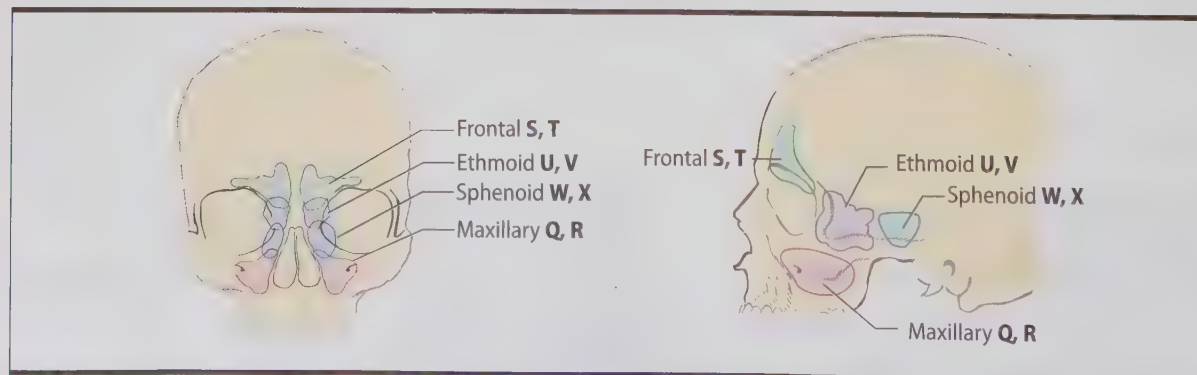 Frontal S, T
Ethmoid U, V
Sphenoid W, X
Maxillary Q, R
Frontal S, T
Ethmoid U, V
Sphenoid W, X
Maxillary Q, R